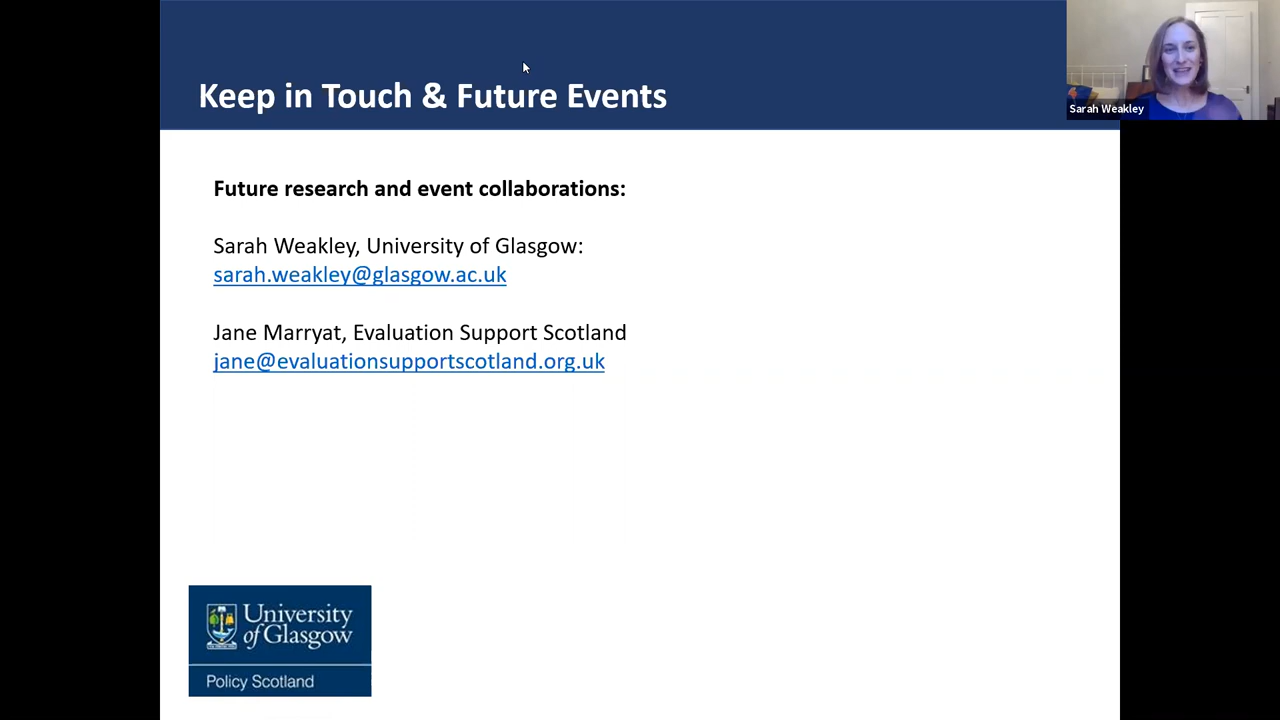 Keep in Touch & Future Events
Sarah Weakley
Future research and event collaborations:
Sarah Weakley, University of Glasgow:
sarah.weakley@glasgow.ac.uk
Jane Marryat, Evaluation Support Scotland
jane@evaluationsupportscotland.org.uk
University
of Glasgow
Policy Scotland